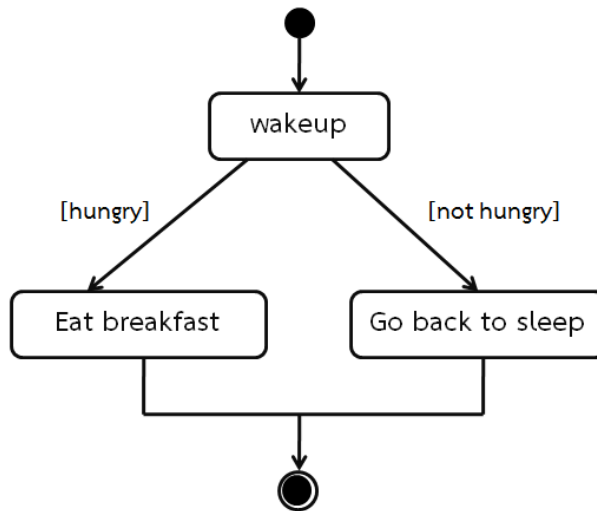 wakeup
[hungry]
[not hungry]
Eat breakfast
Go back to sleep